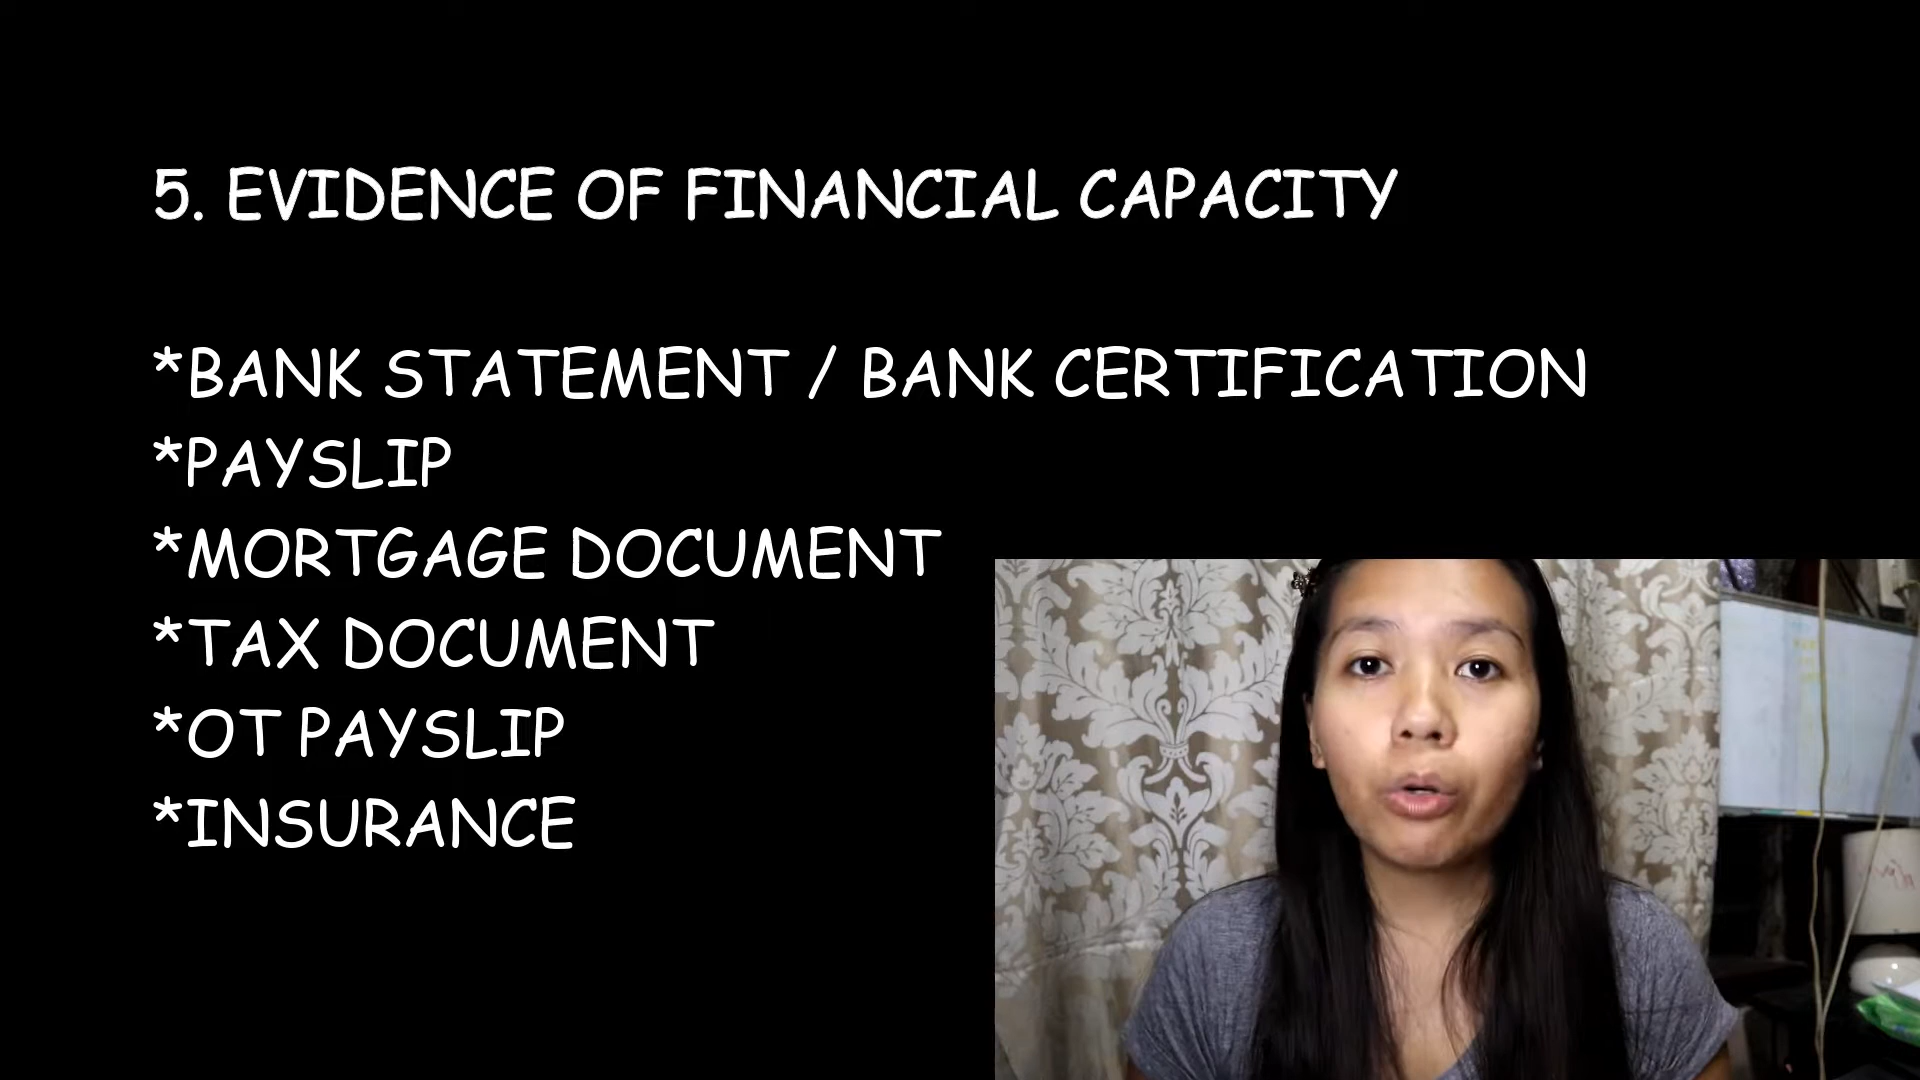 5. EVIDENCE OF FINANCIAL CAPACITY
*BANK STATEMENT / BANK CERTIFICATION
*PAYSLIP
*MORTGAGE DOCUMENT
*TAX DOCUMENT
*OT PAYSLIP
*INSURANCE